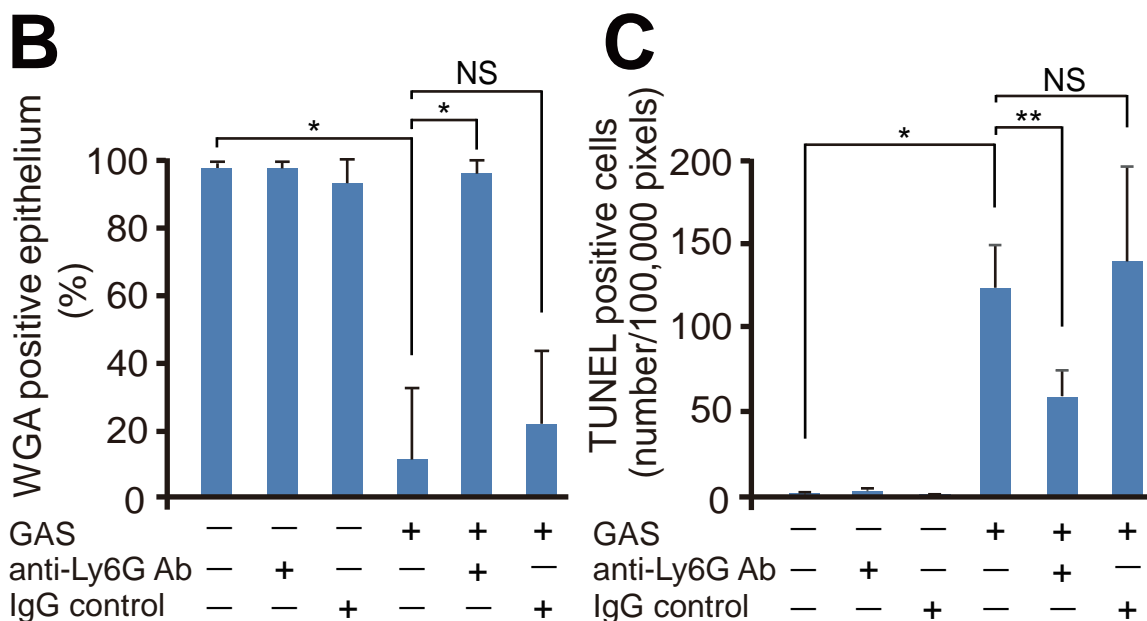 B
WGA positive epithelium
(%)
100
80
60
40
20
0
*
*
NS
GAS — — — + + +
anti-Ly6G Ab — + — — + —
IgG control — — + — — +
C
TUNEL positive cells
(number/100,000 pixels)
200
150
100
50
0
*
**
NS
GAS — — — + + +
anti-Ly6G Ab — + — — + —
IgG control — — + — — +